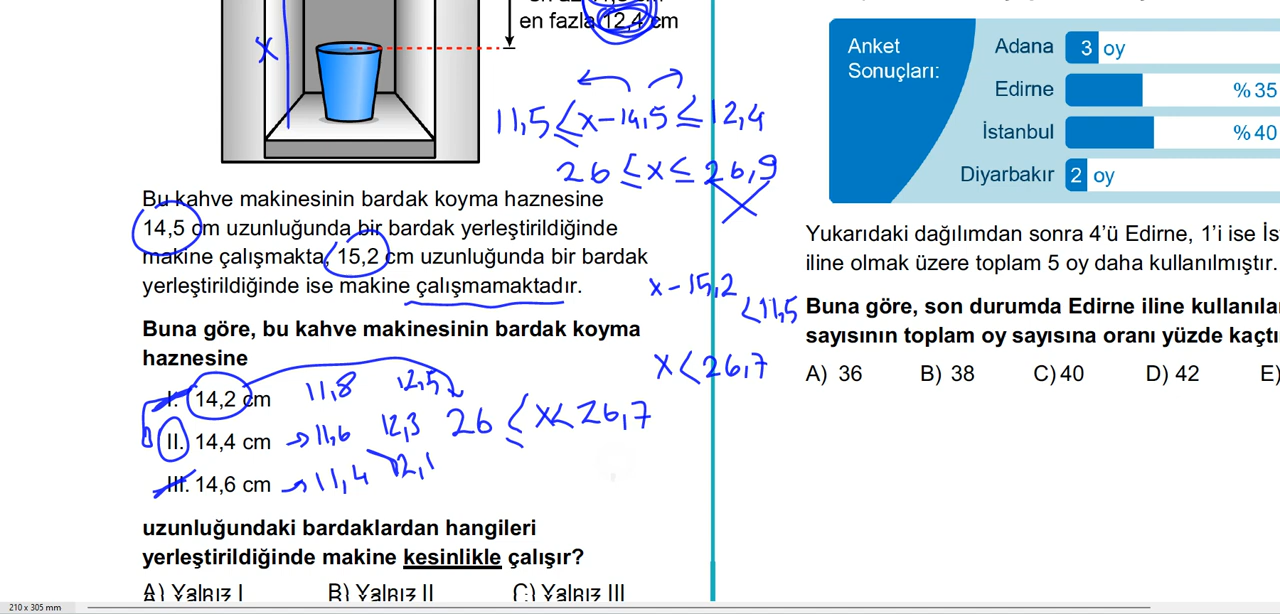 en fazla 12,4 cm
x
11,5 ≤ x - 14,5 ≤ 12,4
26 ≤ x ≤ 26,9
Bu kahve makinesinin bardak koyma haznesine
14,5 cm uzunluğunda bir bardak yerleştirildiğinde
makine çalışmakta, 15,2 cm uzunluğunda bir bardak
yerleştirildiğinde ise makine çalışmamaktadır.
x - 15,2
< 11,5
x < 26,7
Buna göre, bu kahve makinesinin bardak koyma
haznesine
I. 14,2 cm 11,8 12,5
II. 14,4 cm → 11,6 12,3
26 ≤ x < 26,7
III. 14,6 cm → 11,4 12,1
uzunluğundaki bardaklardan hangileri
yerleştirildiğinde makine kesinlikle çalışır?
A) Yalnız I B) Yalnız II C) Yalnız III
Anket
Sonuçları:
Adana 3 oy
Edirne %35
İstanbul %40
Diyarbakır 2 oy
Yukarıdaki dağılımdan sonra 4'ü Edirne, 1'i ise
iline olmak üzere toplam 5 oy daha kullanılmıştır.
Buna göre, son durumda Edirne iline
sayısının toplam oy sayısına oranı yüzde
A) 36 B) 38 C) 40 D) 42 E)
210 x 305 mm